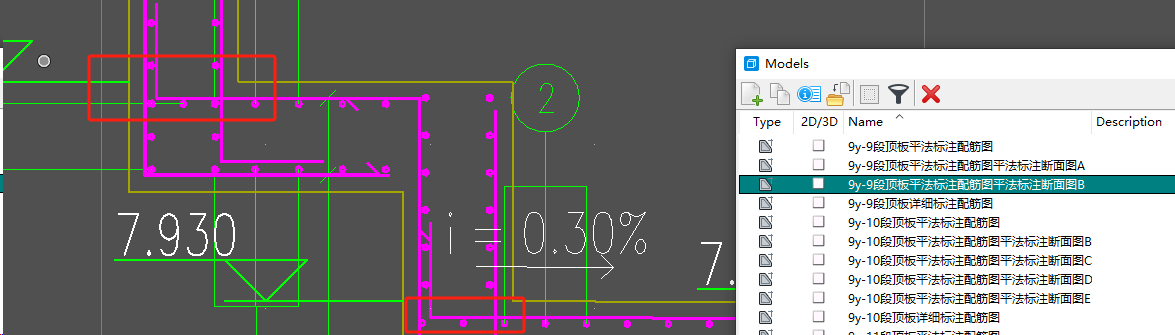 2
7.930
i = 0.30%
7.
Models
Type 2D/3D Name Description
9y-9段顶板平法标注配筋图
9y-9段顶板平法标注配筋图平法标注断面图A
9y-9段顶板平法标注配筋图平法标注断面图B
9y-9段顶板详细标注配筋图
9y-10段顶板平法标注配筋图
9y-10段顶板平法标注配筋图平法标注断面图B
9y-10段顶板平法标注配筋图平法标注断面图C
9y-10段顶板平法标注配筋图平法标注断面图D
9y-10段顶板平法标注配筋图平法标注断面图E
9y-10段顶板详细标注配筋图